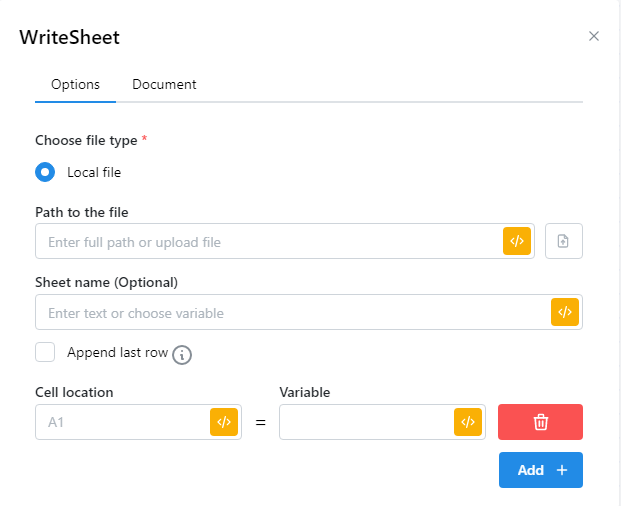 WriteSheet
Options Document
Choose file type *
Local file
Path to the file
Enter full path or upload file </>
Sheet name (Optional)
Enter text or choose variable </>
Append last row i
Cell location Variable
A1 </> = </>
Add +